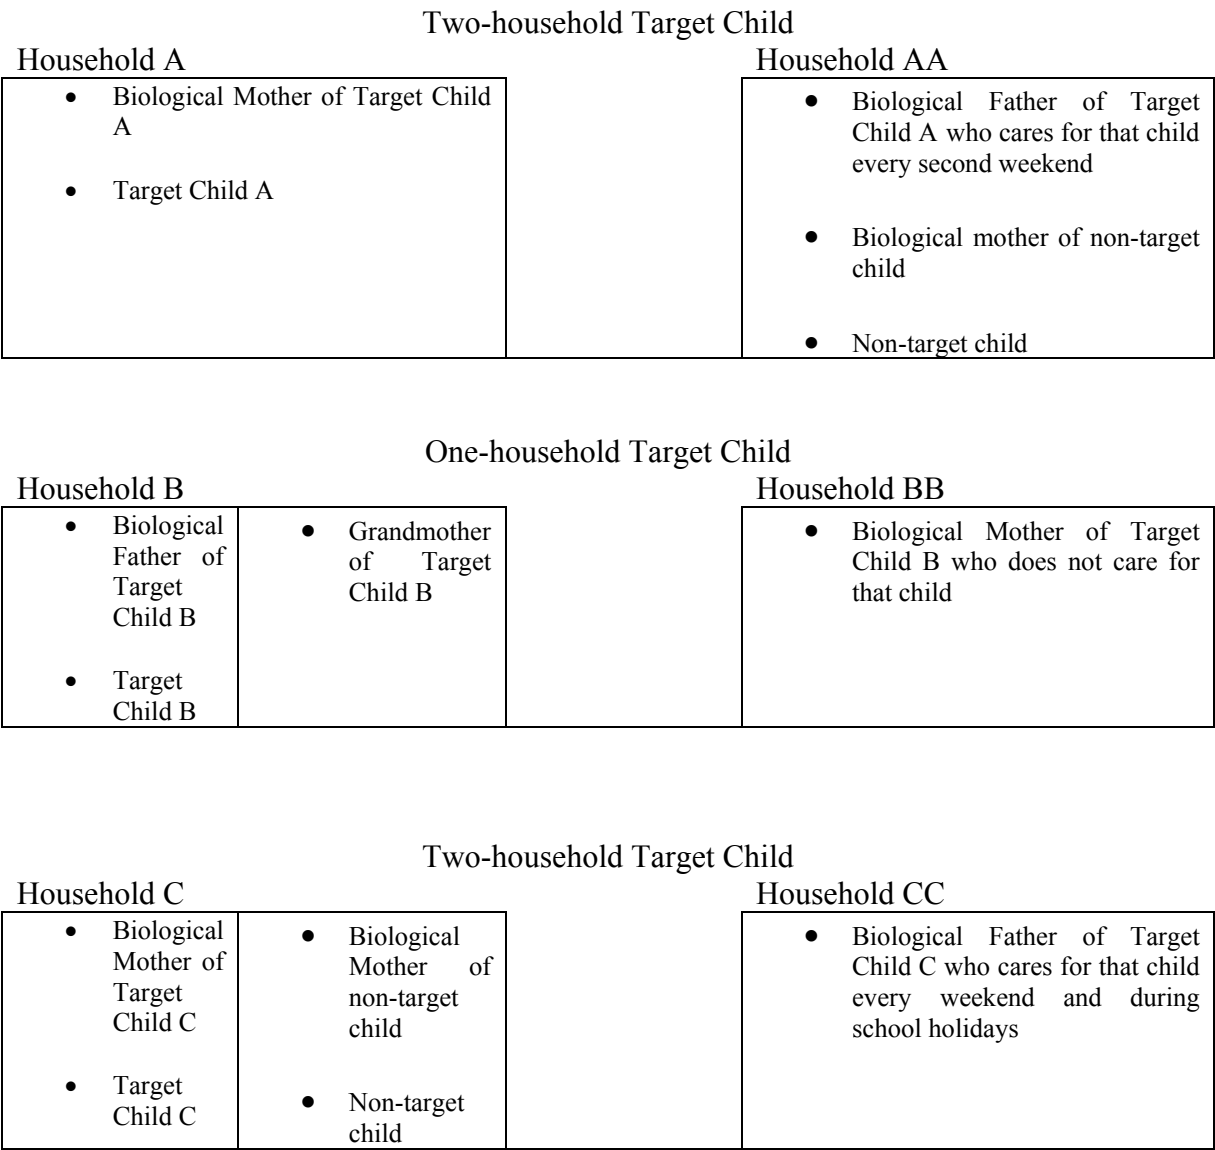 Two-household Target Child
Household A
Household AA
• Biological Mother of Target Child
A
• Target Child A
• Biological Father of Target
Child A who cares for that child
every second weekend
• Biological mother of non-target
child
• Non-target child
One-household Target Child
Household B
Household BB
• Biological
Father of
Target
Child B
• Target
Child B
• Grandmother
of Target
Child B
• Biological Mother of Target
Child B who does not care for
that child
Two-household Target Child
Household C
Household CC
• Biological
Mother of
Target
Child C
• Target
Child C
• Biological
Mother of
non-target
child
• Non-target
child
• Biological Father of Target
Child C who cares for that child
every weekend and during
school holidays